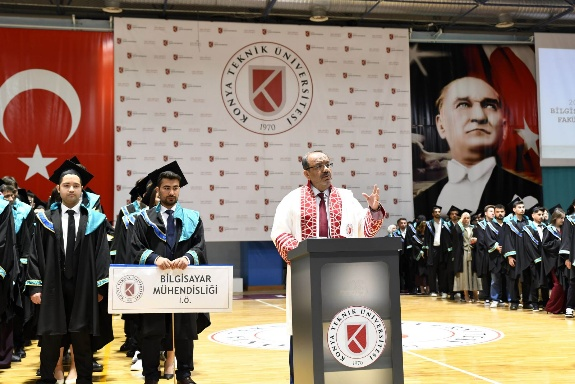 KONYA TEKNİK ÜNİVERSİTESİ
1970
BİLGİSAYAR
MÜHENDİSLİĞİ
İ.Ö.
KONYA TEKNİK ÜNİVERSİTESİ
1970
BİLGİ
FAKÜ